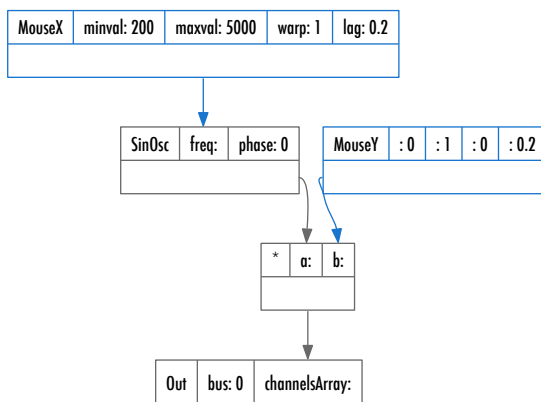 MouseX minval: 200 maxval: 5000 warp: 1 lag: 0.2
SinOsc freq: phase: 0
MouseY : 0 : 1 : 0 : 0.2
* a: b:
Out bus: 0 channelsArray: